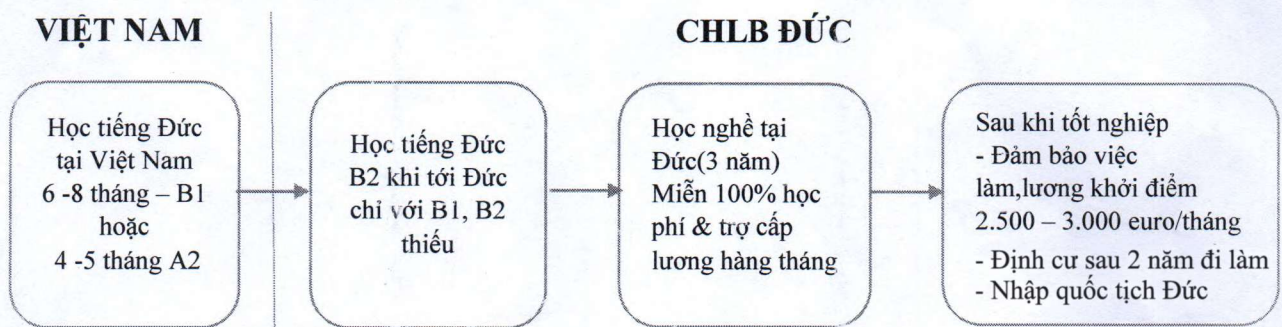 VIỆT NAM
CHLB ĐỨC
Học tiếng Đức
tại Việt Nam
6 -8 tháng – B1
hoặc
4 -5 tháng A2
Học tiếng Đức
B2 khi tới Đức
chỉ với B1, B2
thiếu
Học nghề tại
Đức(3 năm)
Miễn 100% học
phí & trợ cấp
lương hàng tháng
Sau khi tốt nghiệp
- Đảm bảo việc
làm,lương khởi điểm
2.500 – 3.000 euro/tháng
- Định cư sau 2 năm đi làm
- Nhập quốc tịch Đức